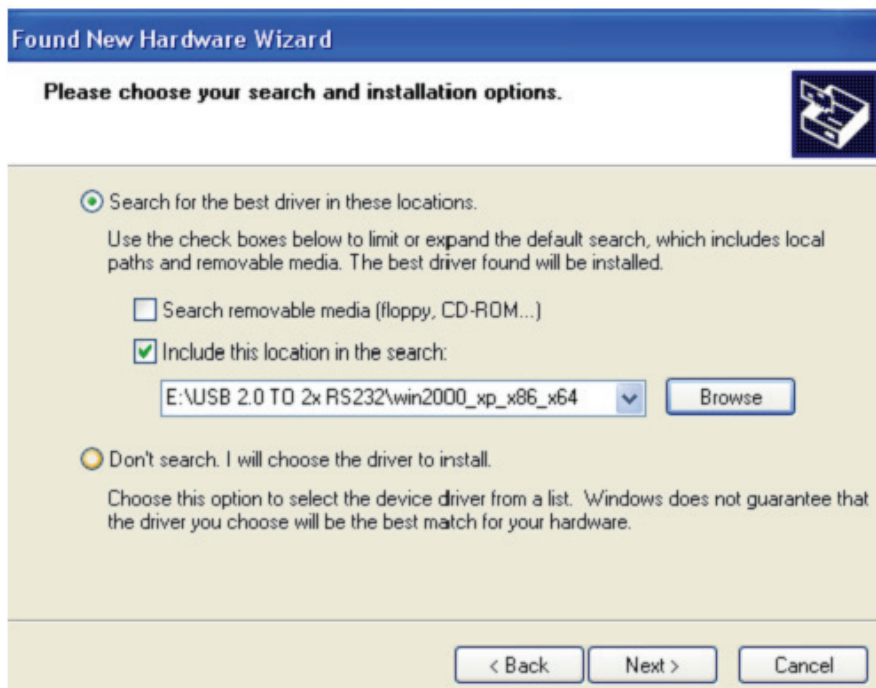 Found New Hardware Wizard
Please choose your search and installation options.
Search for the best driver in these locations.
Use the check boxes below to limit or expand the default search, which includes local
paths and removable media. The best driver found will be installed.
Search removable media (floppy, CD-ROM...)
Include this location in the search:
E:\USB 2.0 TO 2x RS232\win2000_xp_x86_x64
Browse
Don't search. I will choose the driver to install.
Choose this option to select the device driver from a list. Windows does not guarantee that
the driver you choose will be the best match for your hardware.
< Back Next > Cancel